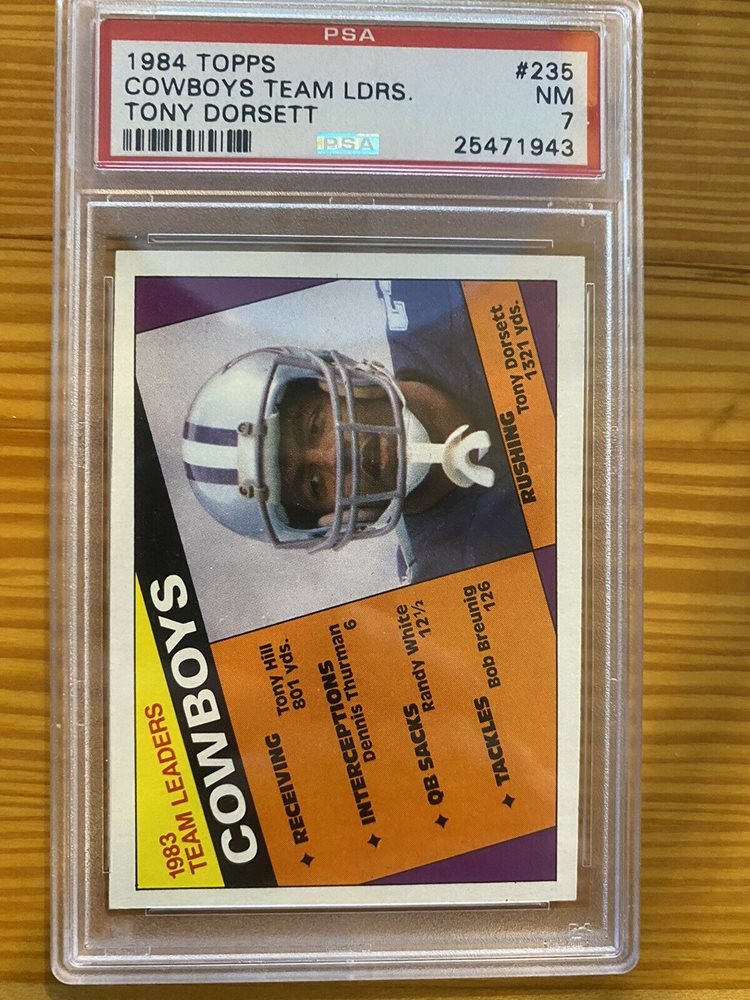 PSA
1984 TOPPS #235
COWBOYS TEAM LDRS. NM
TONY DORSETT 7
PSA 25471943
1983
TEAM LEADERS
COWBOYS
RECEIVING Tony Hill
801 yds.
INTERCEPTIONS
Dennis Thurman
6
QB SACKS Randy White
12½
TACKLES Bob Breunig
126
RUSHING Tony Dorsett
1321 yds.